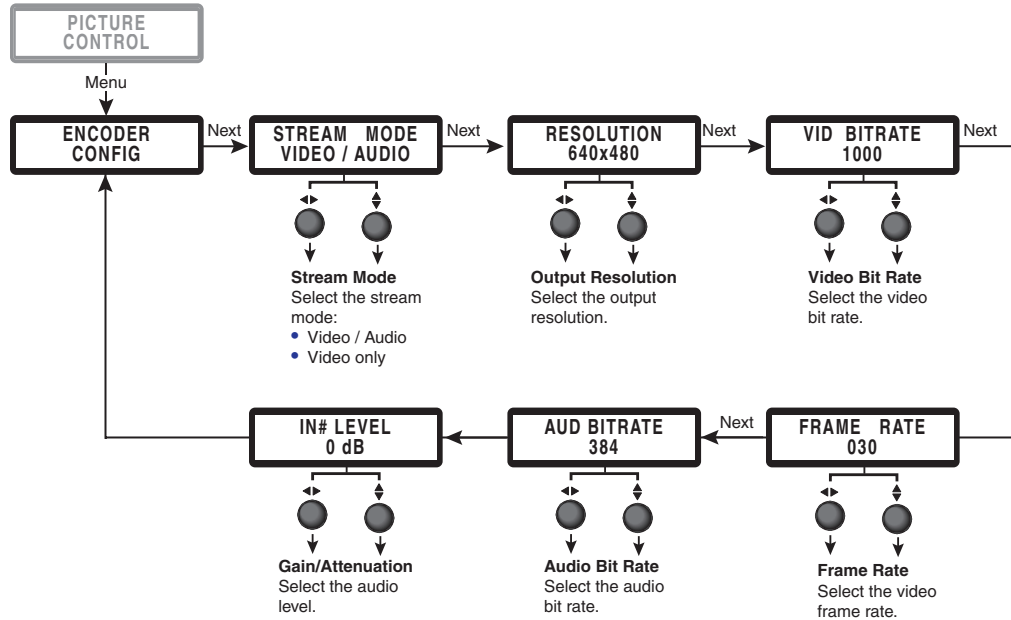 PICTURE
CONTROL
Menu
ENCODER
CONFIG
Next
STREAM MODE
VIDEO / AUDIO
Next
RESOLUTION
640x480
Next
VID BITRATE
1000
Next
Stream Mode
Select the stream
mode:
• Video / Audio
• Video only
Output Resolution
Select the output
resolution.
Video Bit Rate
Select the video
bit rate.
IN# LEVEL
0 dB
AUD BITRATE
384
Next
FRAME RATE
030
Gain/Attenuation
Select the audio
level.
Audio Bit Rate
Select the audio
bit rate.
Frame Rate
Select the video
frame rate.